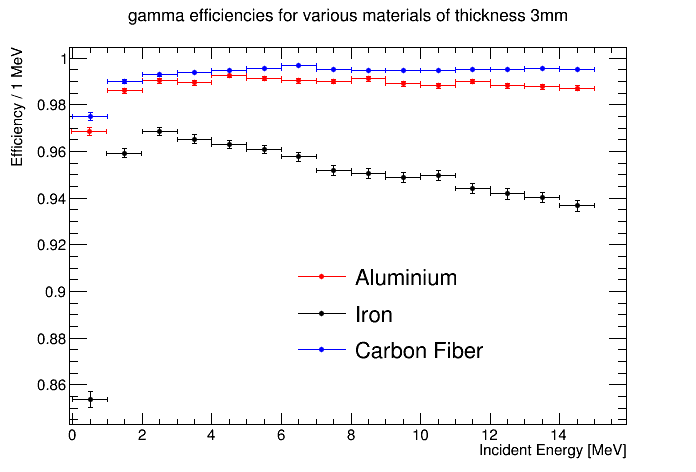 gamma efficiencies for various materials of thickness 3mm
Efficiency / 1 MeV
1
0.98
0.96
0.94
0.92
0.9
0.88
0.86
Aluminium
Iron
Carbon Fiber
0 2 4 6 8 10 12 14
Incident Energy [MeV]